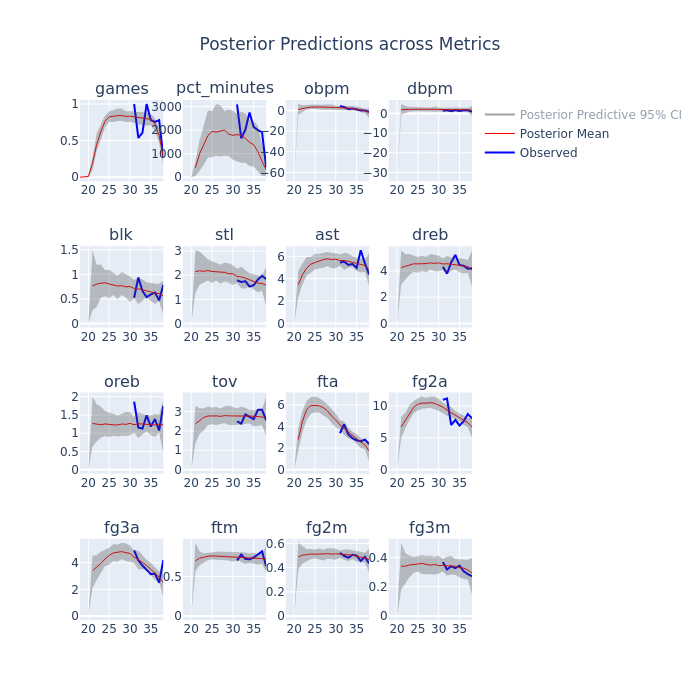 Posterior Predictions across Metrics
games pct_minutes obpm dbpm
1 0.5 0
3000 2000 1000 0
0 −20 −40 −60
0 −10 −20 −30
20 25 30 35 20 25 30 35 20 25 30 35 20 25 30 35
Posterior Predictive 95% CI
Posterior Mean
Observed
blk stl ast dreb
1.5 1 0.5 0
3 2 1 0
6 4 2 0
4 2 0
20 25 30 35 20 25 30 35 20 25 30 35 20 25 30 35
oreb tov fta fg2a
2 1.5 1 0.5 0
3 2 1 0
6 4 2 0
10 5 0
20 25 30 35 20 25 30 35 20 25 30 35 20 25 30 35
fg3a ftm fg2m fg3m
4 2 0
0.5 0
0.6 0.4 0.2 0
0.4 0.2 0
20 25 30 35 20 25 30 35 20 25 30 35 20 25 30 35